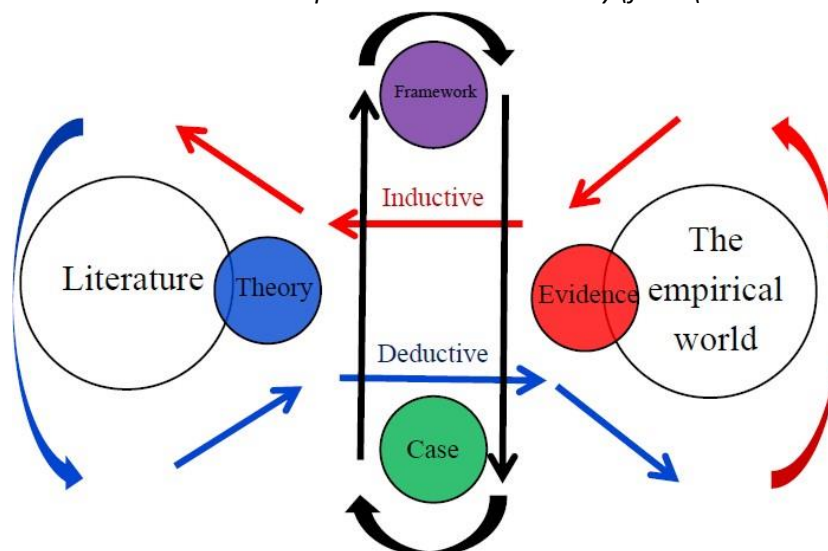 Framework
Inductive
Literature
Theory
Evidence
The
empirical
world
Deductive
Case